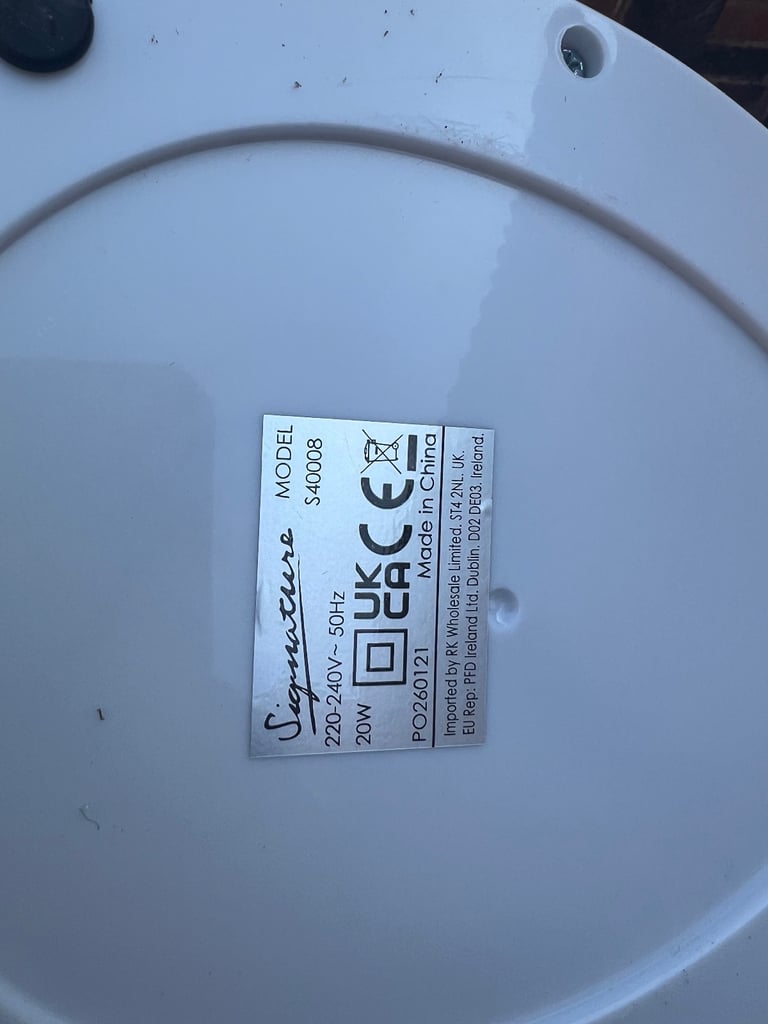 Signature MODEL
S40008
220-240V~ 50Hz
20W
UK
CA CE
PO260121 Made in China
Imported by RK Wholesale Limited. ST4 2NL. UK.
EU Rep: PFD Ireland Ltd. Dublin. D02 DE03. Ireland.